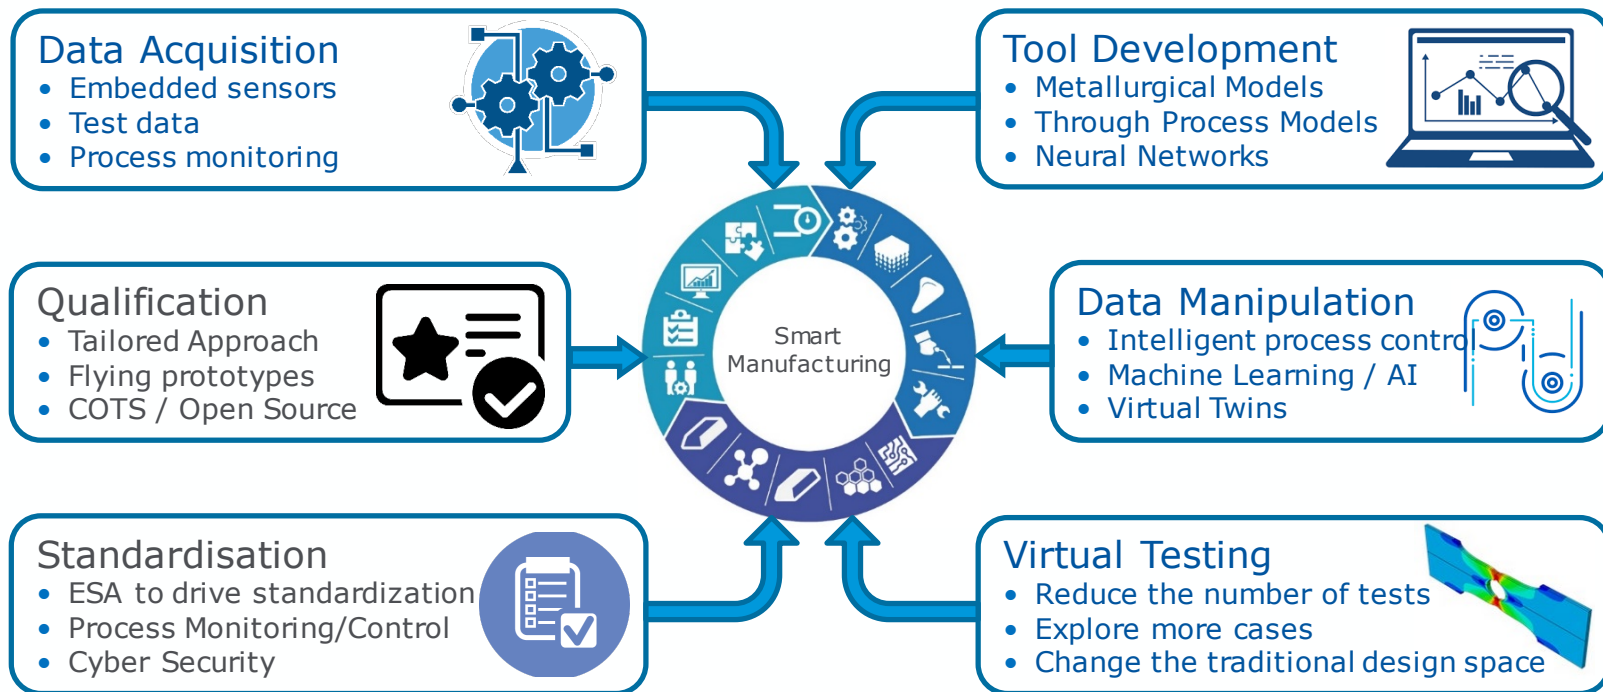 Data Acquisition
• Embedded sensors
• Test data
• Process monitoring
Tool Development
• Metallurgical Models
• Through Process Models
• Neural Networks
Qualification
• Tailored Approach
• Flying prototypes
• COTS / Open Source
Smart
Manufacturing
Data Manipulation
• Intelligent process control
• Machine Learning / AI
• Virtual Twins
Standardisation
• ESA to drive standardization
• Process Monitoring/Control
• Cyber Security
Virtual Testing
• Reduce the number of tests
• Explore more cases
• Change the traditional design space